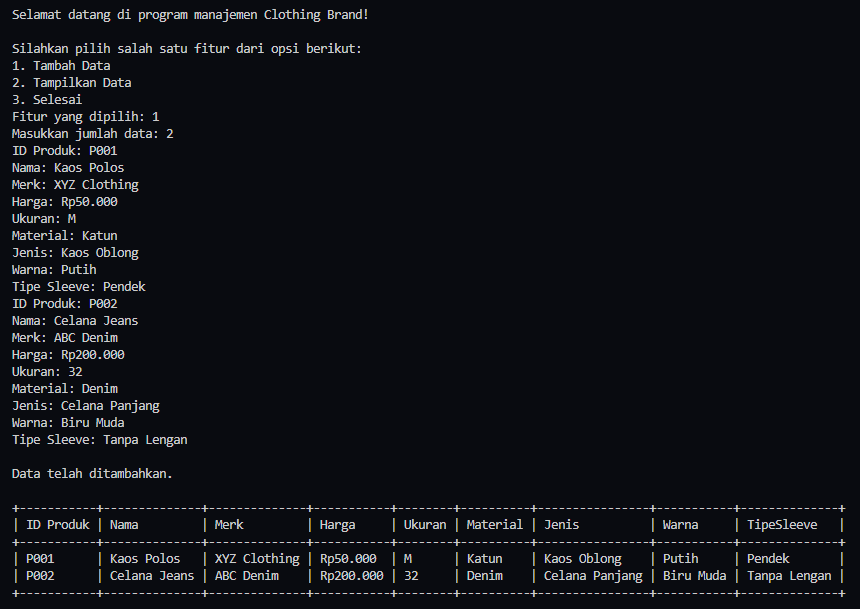 Selamat datang di program manajemen Clothing Brand!
Silahkan pilih salah satu fitur dari opsi berikut:
1. Tambah Data
2. Tampilkan Data
3. Selesai
Fitur yang dipilih: 1
Masukkan jumlah data: 2
ID Produk: P001
Nama: Kaos Polos
Merk: XYZ Clothing
Harga: Rp50.000
Ukuran: M
Material: Katun
Jenis: Kaos Oblong
Warna: Putih
Tipe Sleeve: Pendek
ID Produk: P002
Nama: Celana Jeans
Merk: ABC Denim
Harga: Rp200.000
Ukuran: 32
Material: Denim
Jenis: Celana Panjang
Warna: Biru Muda
Tipe Sleeve: Tanpa Lengan
Data telah ditambahkan.
+-----------+--------------+--------------+-----------+--------+----------+----------------+-----------+--------------+
| ID Produk | Nama         | Merk         | Harga     | Ukuran | Material | Jenis          | Warna     | TipeSleeve   |
+-----------+--------------+--------------+-----------+--------+----------+----------------+-----------+--------------+
| P001      | Kaos Polos   | XYZ Clothing | Rp50.000  | M      | Katun    | Kaos Oblong    | Putih     | Pendek       |
| P002      | Celana Jeans | ABC Denim    | Rp200.000 | 32     | Denim    | Celana Panjang | Biru Muda | Tanpa Lengan |
+-----------+--------------+--------------+-----------+--------+----------+----------------+-----------+--------------+